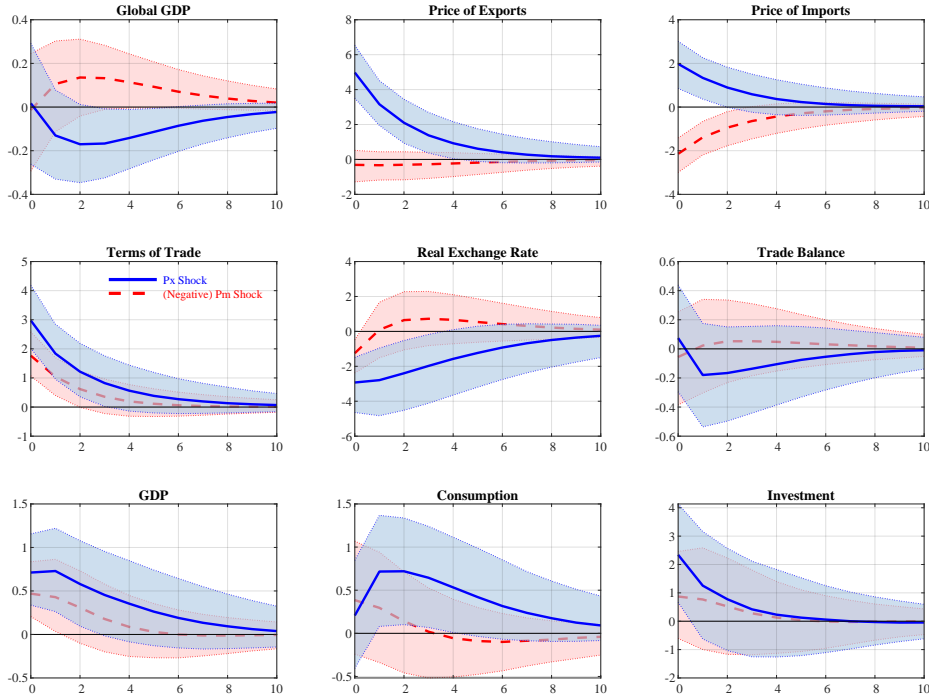 Global GDP
0.4
0.2
0
-0.2
-0.4
0 2 4 6 8 10
Price of Exports
8
6
4
2
0
-2
0 2 4 6 8 10
Price of Imports
4
2
0
-2
-4
0 2 4 6 8 10
Terms of Trade
5
4
3
2
1
0
-1
0 2 4 6 8 10
Px Shock
(Negative) Pm Shock
Real Exchange Rate
4
2
0
-2
-4
-6
0 2 4 6 8 10
Trade Balance
0.6
0.4
0.2
0
-0.2
-0.4
-0.6
0 2 4 6 8 10
GDP
1.5
1
0.5
0
-0.5
0 2 4 6 8 10
Consumption
1.5
1
0.5
0
-0.5
0 2 4 6 8 10
Investment
4
3
2
1
0
-1
-2
0 2 4 6 8 10